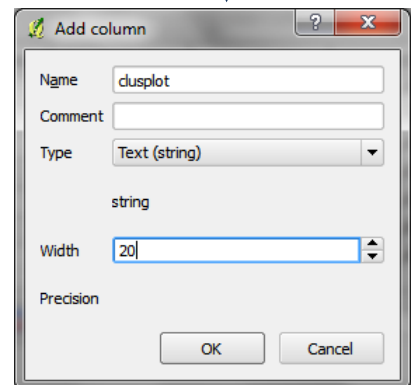 Add column
Name clusplot
Comment
Type Text (string)
string
Width 20
Precision
OK Cancel